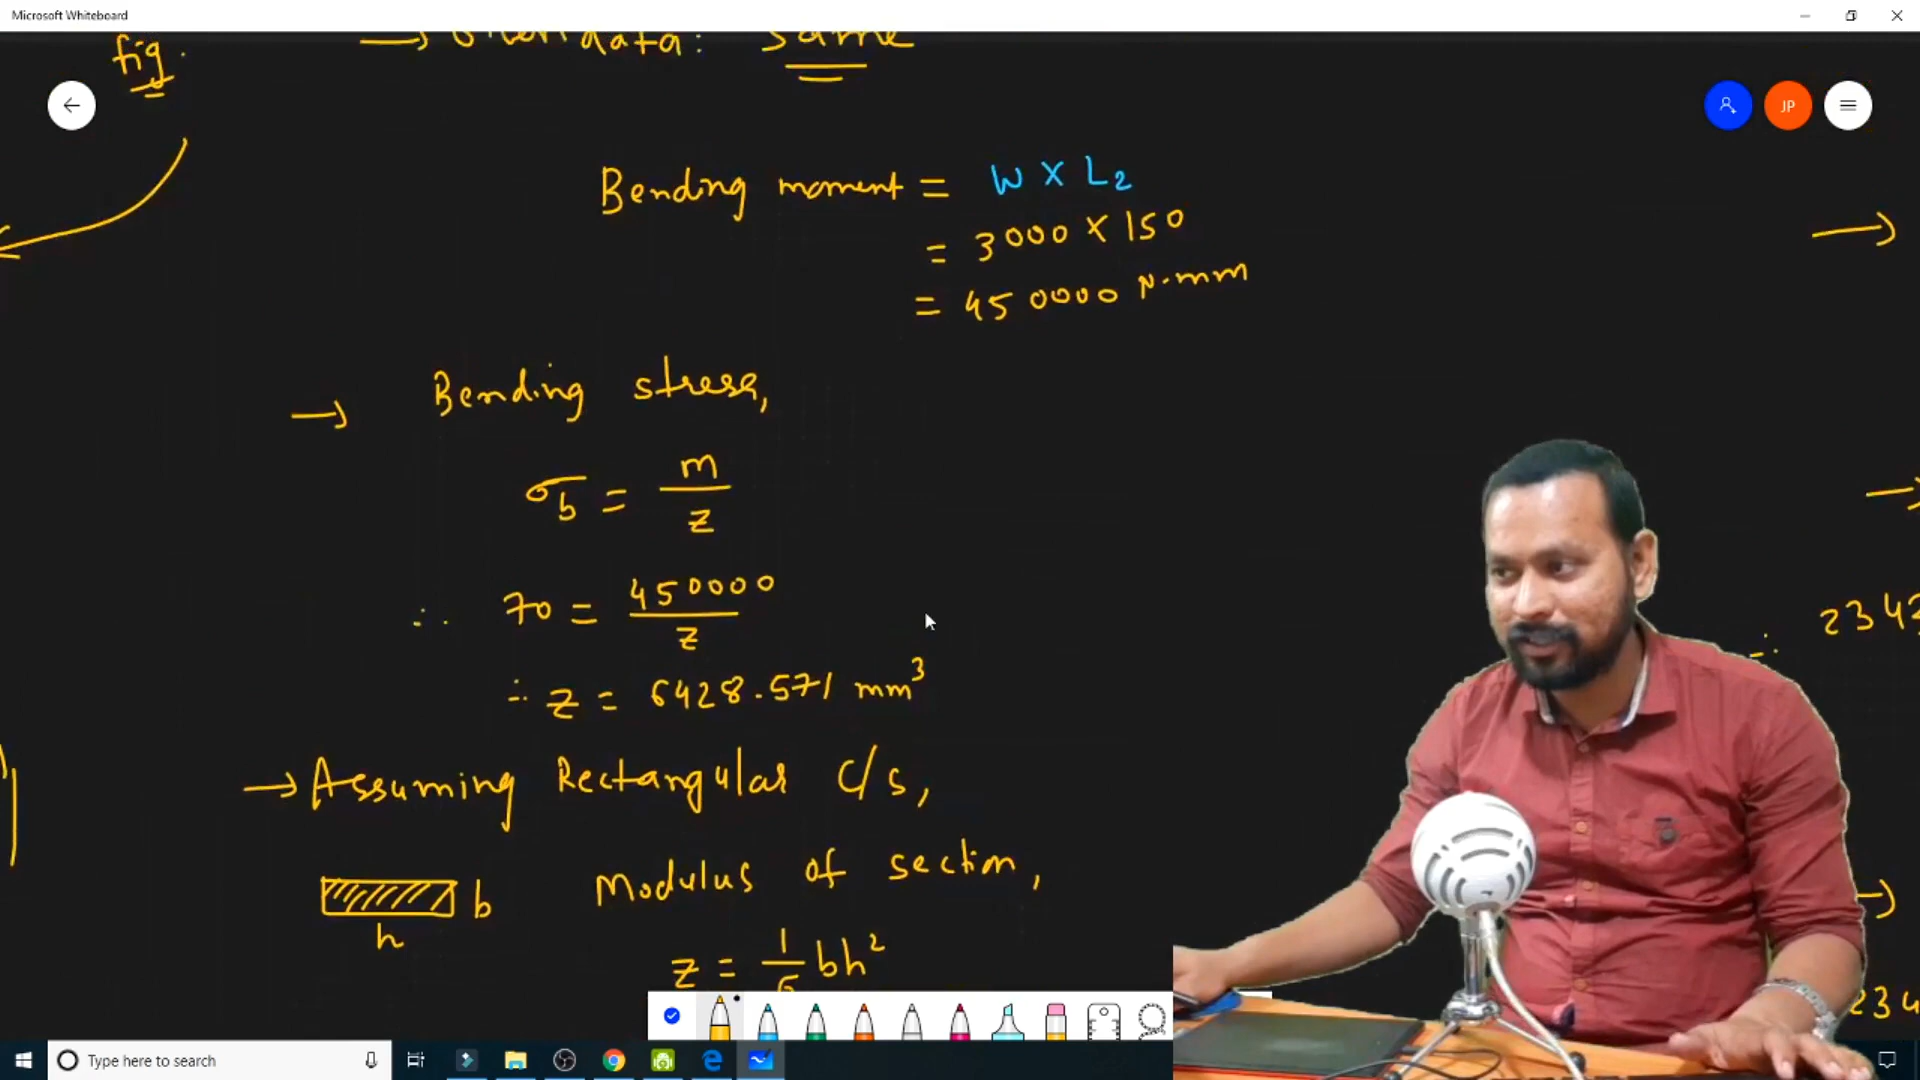 Microsoft Whiteboard
fig.
→ data: same
JP
Bending moment = W X L2
= 3000 X 150
= 450000 N·mm
→ Bending stress,
σb = m/z
∴ 70 = 450000/z
∴ z = 6428.571 mm³
→ Assuming Rectangular c/s,
b
h
Modulus of section,
z = 1/6 bh²
Type here to search